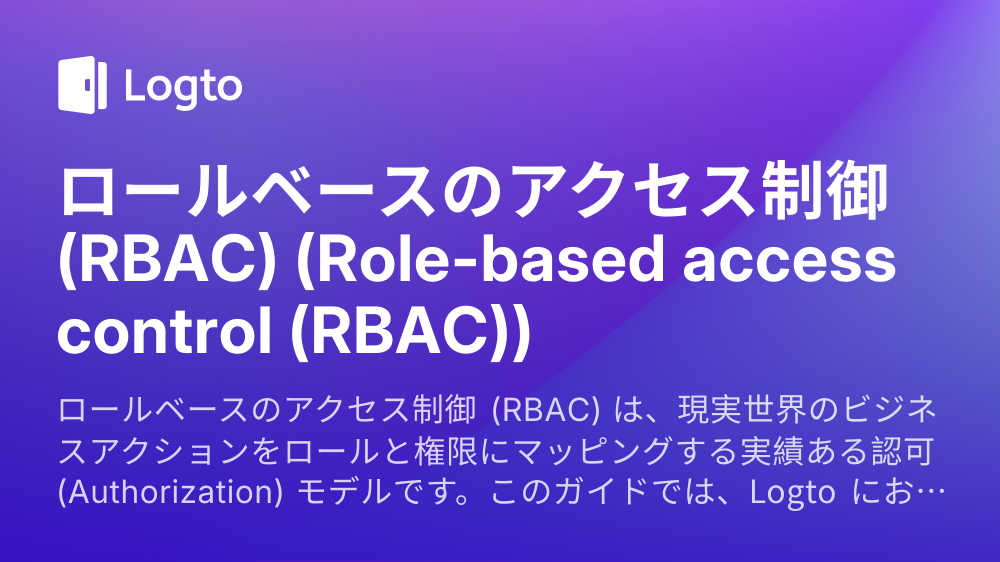 Logto
ロールベースのアクセス制御
(RBAC) (Role-based access
control (RBAC))
ロールベースのアクセス制御 (RBAC) は、現実世界のビジネ
スアクションをロールと権限にマッピングする実績ある認可
(Authorization) モデルです。このガイドでは、Logto にお…